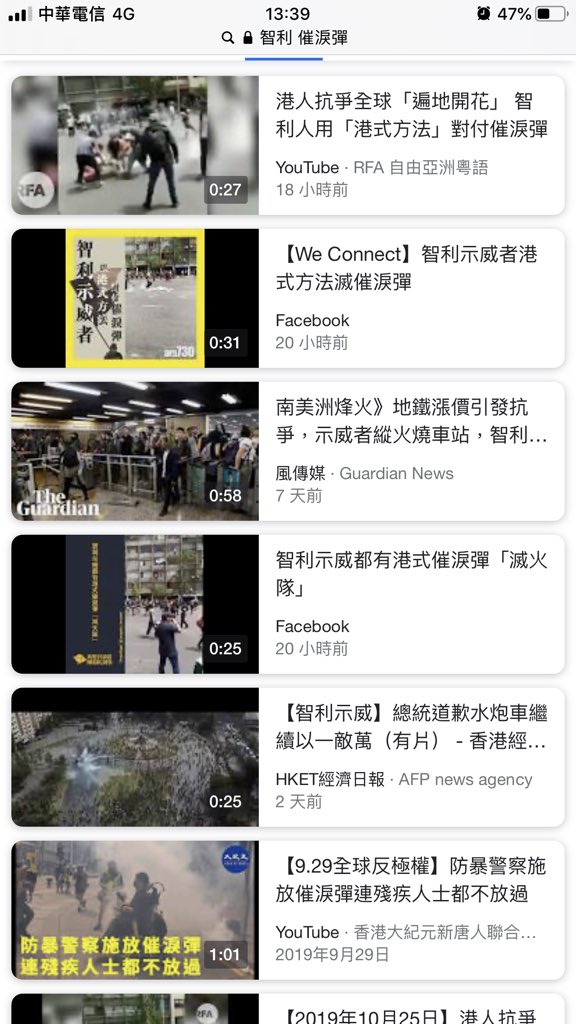 中華電信 4G
13:39
47%
智利 催淚彈
RFA
0:27
港人抗爭全球「遍地開花」 智
利人用「港式方法」對付催淚彈
YouTube · RFA 自由亞洲粵語
18 小時前
智利示威者
am730
0:31
【We Connect】智利示威者港
式方法滅催淚彈
Facebook
20 小時前
The
Guardian
0:58
南美洲烽火》地鐵漲價引發抗
爭，示威者縱火燒車站，智利...
風傳媒 · Guardian News
7 天前
0:25
智利示威都有港式催淚彈「滅火
隊」
Facebook
20 小時前
0:25
【智利示威】總統道歉水炮車繼
續以一敵萬（有片） - 香港經...
HKET經濟日報 · AFP news agency
2 天前
大紀元
防暴警察施放催淚彈
連殘疾人士都不放過
1:01
【9.29全球反極權】防暴警察施
放催淚彈連殘疾人士都不放過
YouTube · 香港大紀元新唐人聯合...
2019年9月29日
RFA
【2019年10月25日】港人抗爭